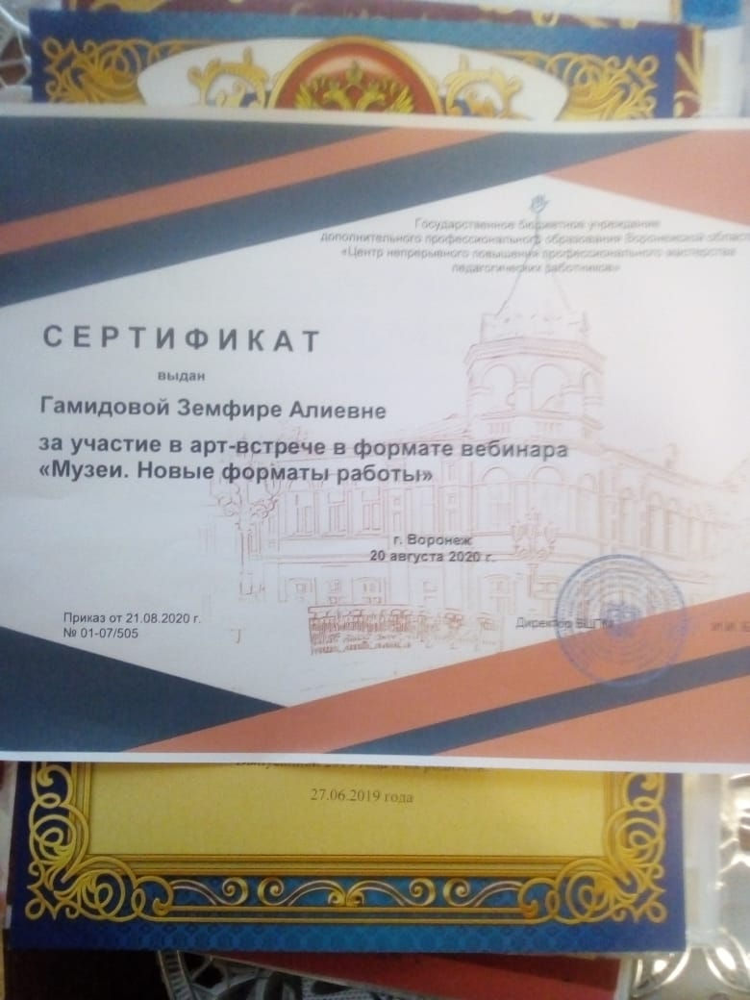 Государственное бюджетное учреждение
дополнительного профессионального образования Воронежской област
«Центр непрерывного повышения профессионального мастерства
педагогических работников»
СЕРТИФИКАТ
выдан
Гамидовой Земфире Алиевне
за участие в арт-встрече в формате вебинара
«Музеи. Новые форматы работы»
г. Воронеж
20 августа 2020 г.
Приказ от 21.08.2020 г.
№ 01-07/505
Директор
27.06.2019 года